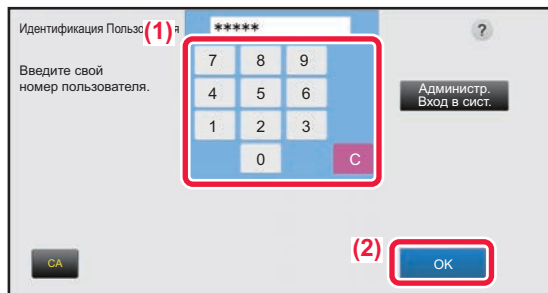 Идентификация Пользователя
(1)
*****
?
Введите свой
номер пользователя.
7 8 9
4 5 6
1 2 3
0 C
Администр.
Вход в сист.
(2)
CA
OK